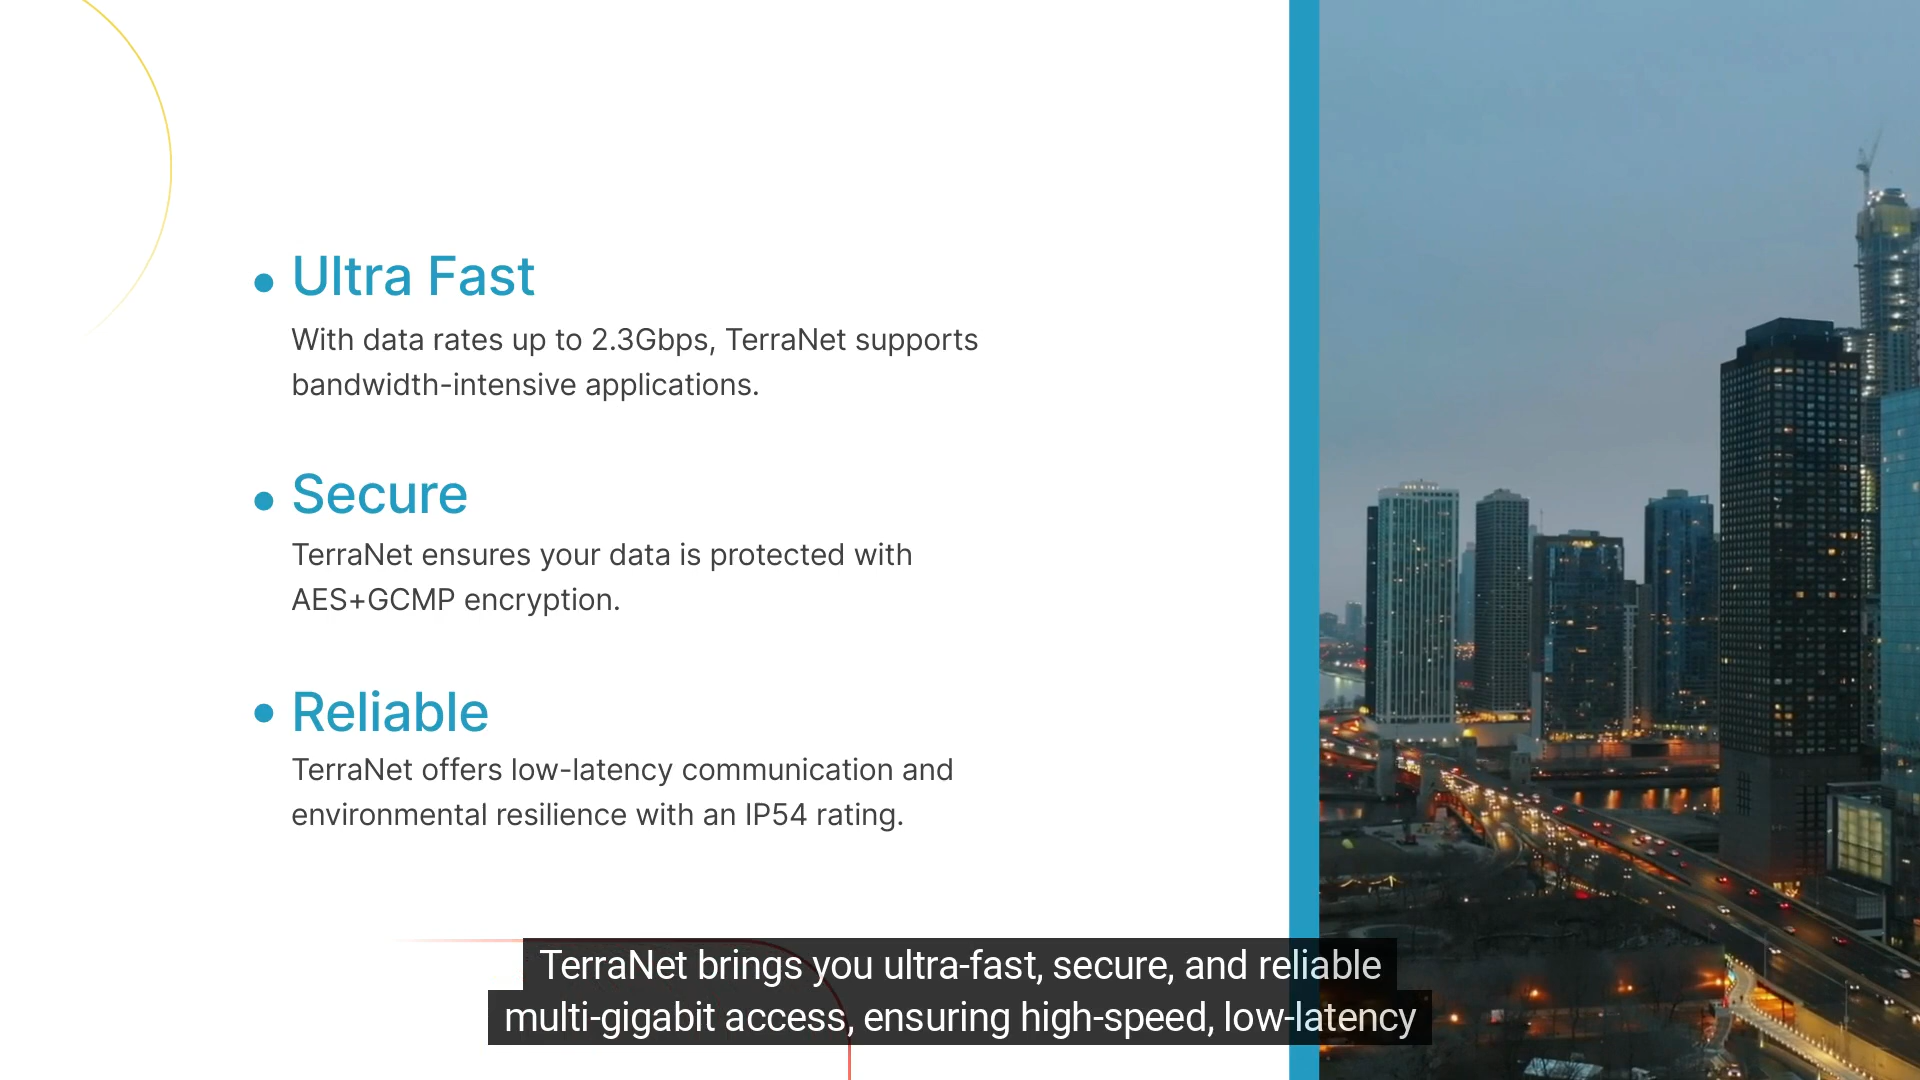 Ultra Fast
With data rates up to 2.3Gbps, TerraNet supports
bandwidth-intensive applications.
Secure
TerraNet ensures your data is protected with
AES+GCMP encryption.
Reliable
TerraNet offers low-latency communication and
environmental resilience with an IP54 rating.
TerraNet brings you ultra-fast, secure, and reliable
multi-gigabit access, ensuring high-speed, low-latency